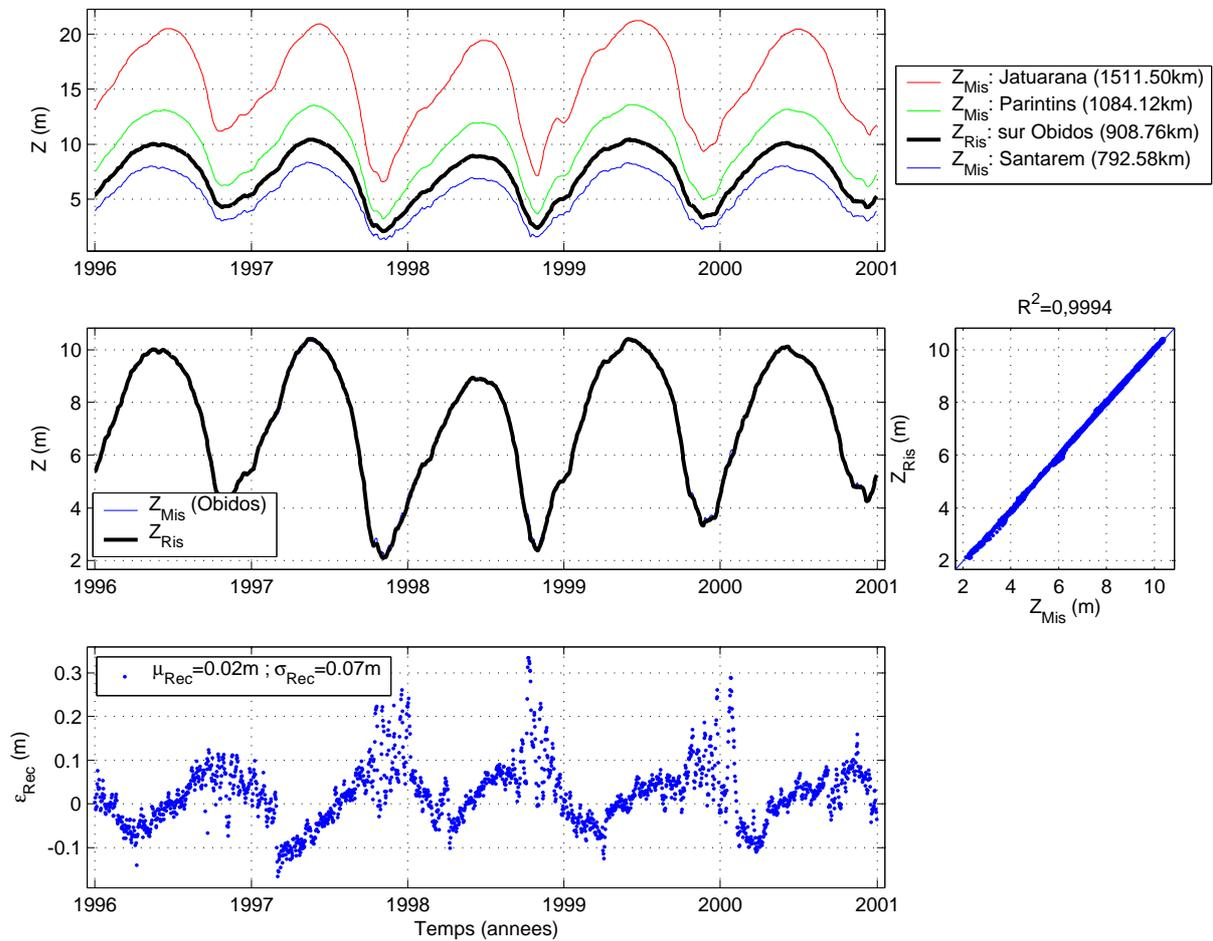 20
15
10
5
Z (m)
1996 1997 1998 1999 2000 2001
Z_Mis: Jatuarana (1511.50km)
Z_Mis: Parintins (1084.12km)
Z_Ris: sur Obidos (908.76km)
Z_Mis: Santarem (792.58km)
10
8
6
4
2
Z (m)
Z_Mis (Obidos)
Z_Ris
1996 1997 1998 1999 2000 2001
R²=0,9994
10
8
6
4
2
Z_Ris (m)
2 4 6 8 10
Z_Mis (m)
μ_Rec=0.02m ; σ_Rec=0.07m
0.3
0.2
0.1
0
-0.1
ε_Rec (m)
1996 1997 1998 1999 2000 2001
Temps (annees)